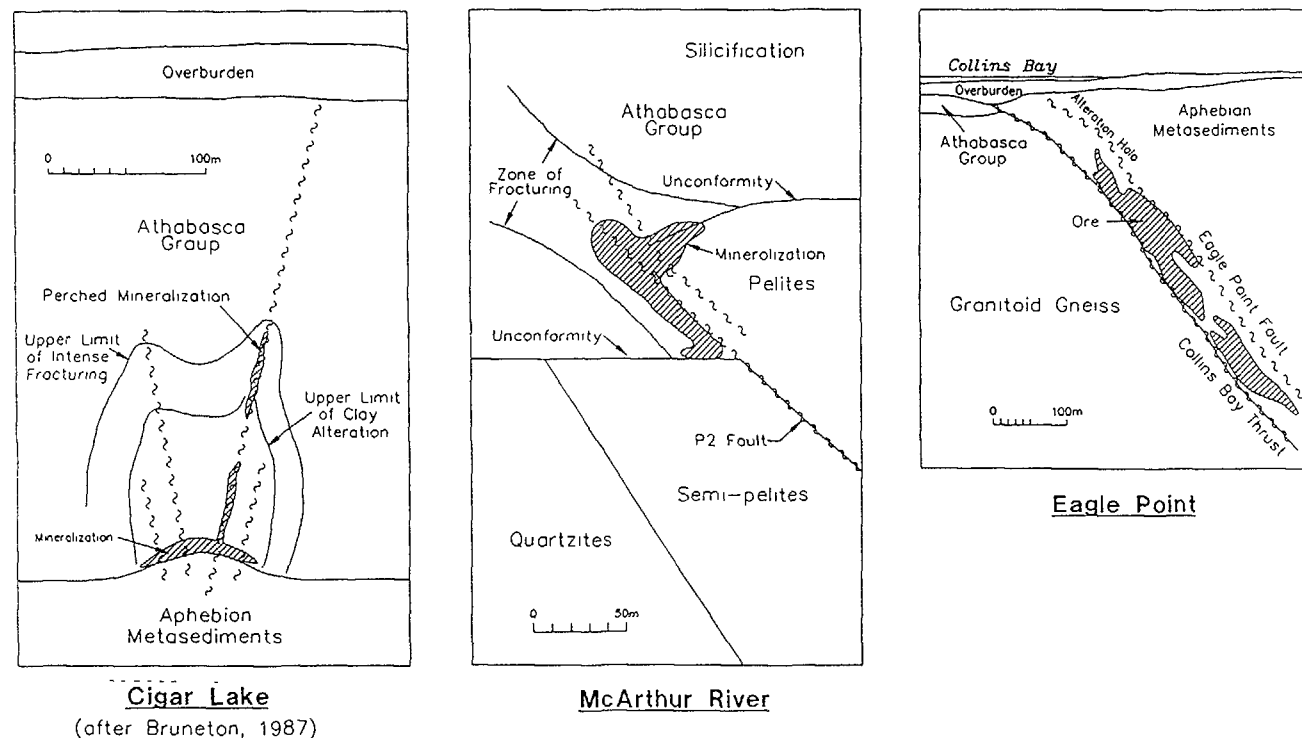 Overburden
0 100m
Athabasca
Group
Perched Mineralization
Upper Limit
of Intense
Fracturing
Upper Limit
of Clay
Alteration
Mineralization
Aphebion
Metasediments
Cigar Lake
(after Bruneton, 1987)
Silicification
Athabasca
Group
Zone of
Fracturing
Unconformity
Mineralization
Pelites
Unconformity
P2 Fault
Semi-pelites
Quartzites
0 50m
McArthur River
Collins Bay
Overburden
Athabasca
Group
Alteration Halo
Aphebian
Metasediments
Ore
Eagle Point Fault
Granitoid Gneiss
Collins Bay Thrust
0 100m
Eagle Point